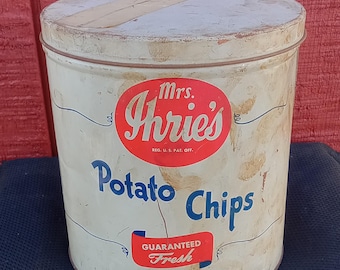 Mrs.
Ihrie's
REG. U.S. PAT. OFF.
Potato Chips
GUARANTEED
Fresh